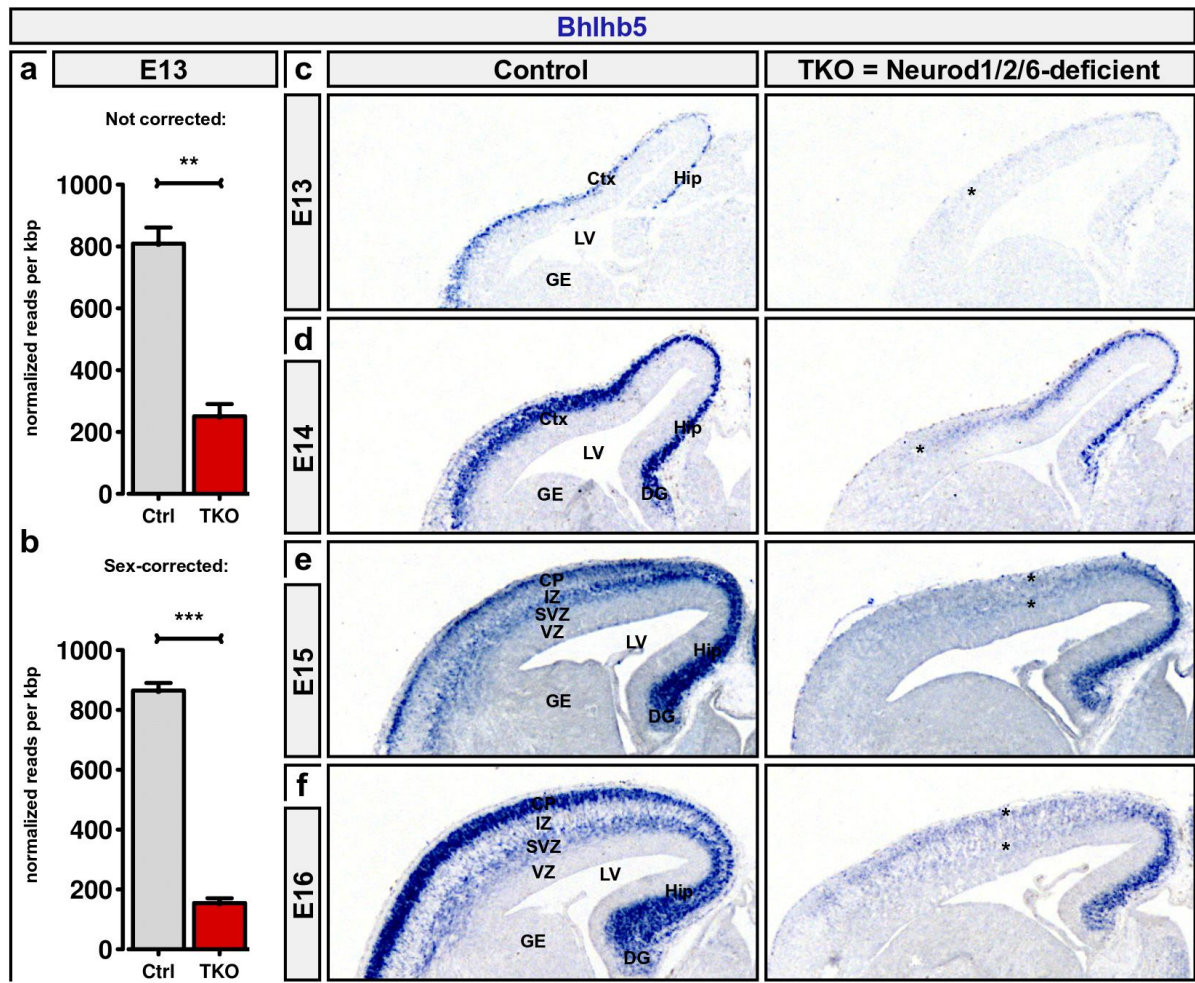 Bhlhb5
a
E13
Not corrected:
**
normalized reads per kbp
1000
800
600
400
200
0
Ctrl
TKO
b
Sex-corrected:
***
normalized reads per kbp
1000
800
600
400
200
0
Ctrl
TKO
c
Control
TKO = Neurod1/2/6-deficient
E13
Ctx
Hip
LV
GE
*
d
E14
Ctx
Hip
LV
GE
DG
*
e
E15
CP
IZ
SVZ
VZ
LV
Hip
GE
DG
*
*
f
E16
CP
IZ
SVZ
VZ
LV
Hip
GE
DG
*
*